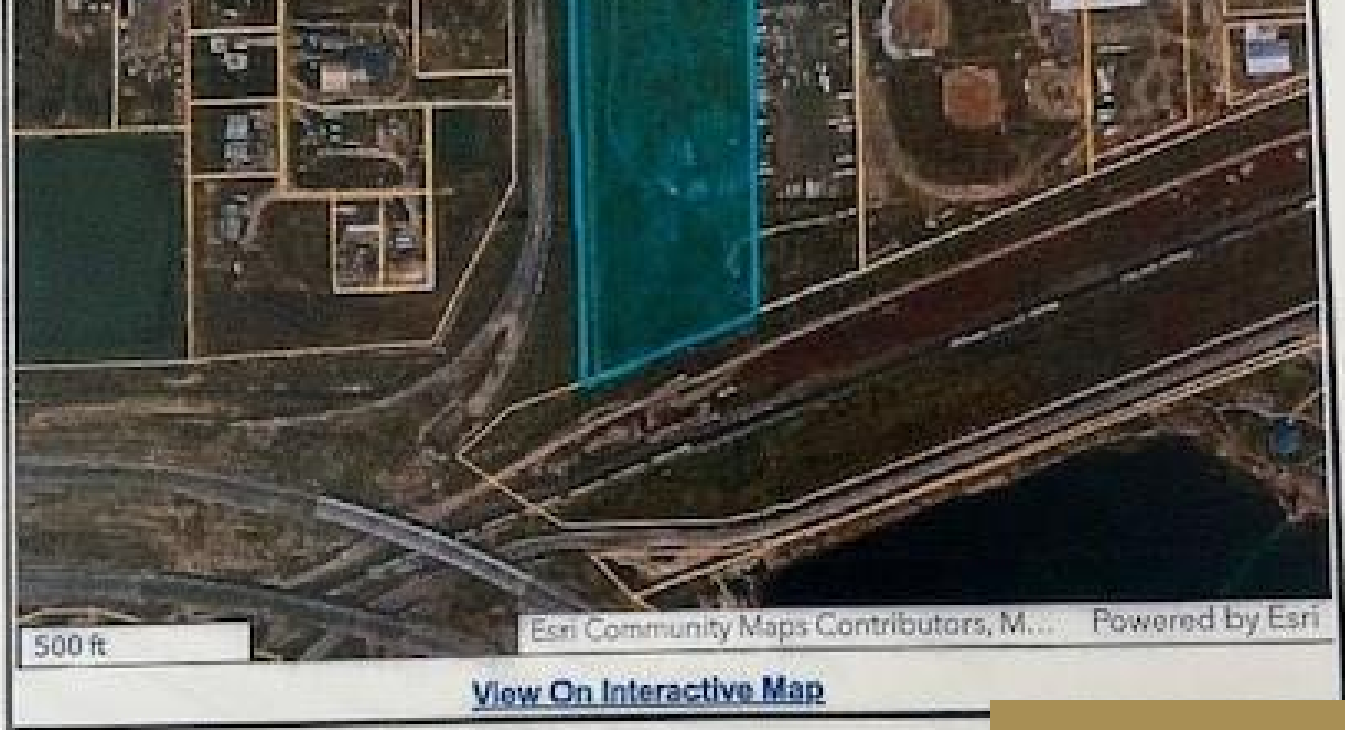 500 ft
Esri Community Maps Contributors, M... Powered by Esri
View On Interactive Map